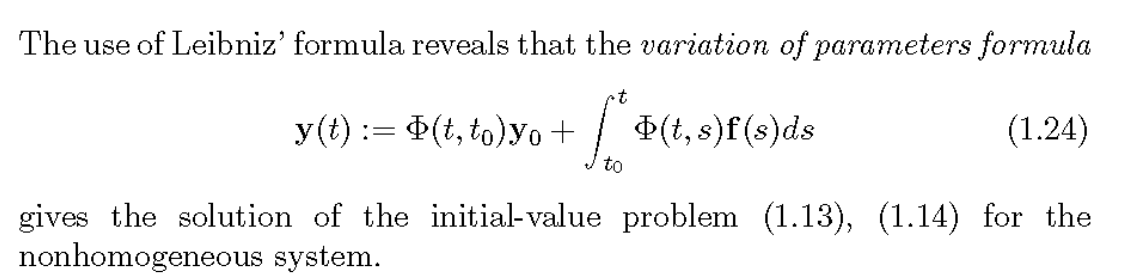 The use of Leibniz' formula reveals that the variation of parameters formula
y(t) := Φ(t, t₀)y₀ + ∫_{t₀}^{t} Φ(t, s)f(s)ds (1.24)
gives the solution of the initial-value problem (1.13), (1.14) for the
nonhomogeneous system.